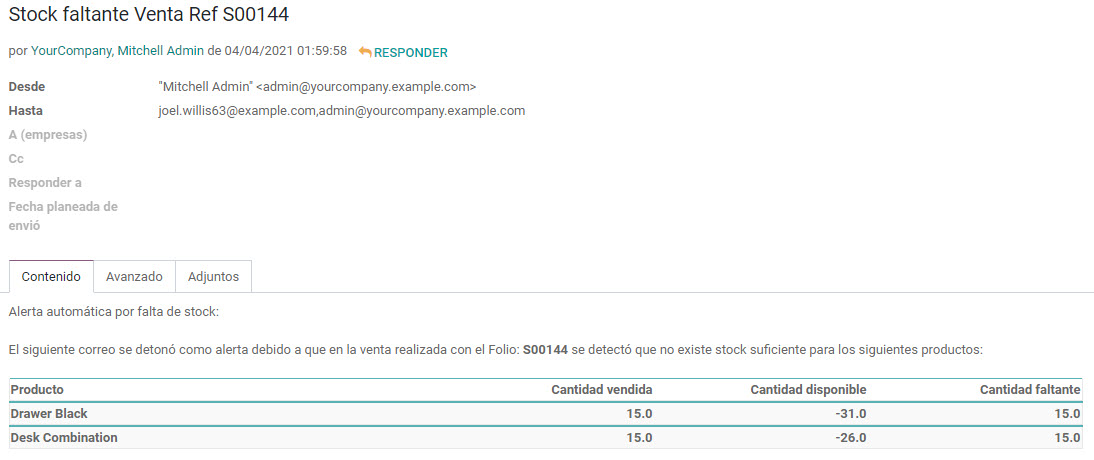 Stock faltante Venta Ref S00144
por YourCompany, Mitchell Admin de 04/04/2021 01:59:58 RESPONDER
Desde "Mitchell Admin" <admin@yourcompany.example.com>
Hasta joel.willis63@example.com,admin@yourcompany.example.com
A (empresas)
Cc
Responder a
Fecha planeada de
envió
Contenido Avanzado Adjuntos
Alerta automática por falta de stock:
El siguiente correo se detonó como alerta debido a que en la venta realizada con el Folio: S00144 se detectó que no existe stock suficiente para los siguientes productos:
Producto Cantidad vendida Cantidad disponible Cantidad faltante
Drawer Black 15.0 -31.0 15.0
Desk Combination 15.0 -26.0 15.0